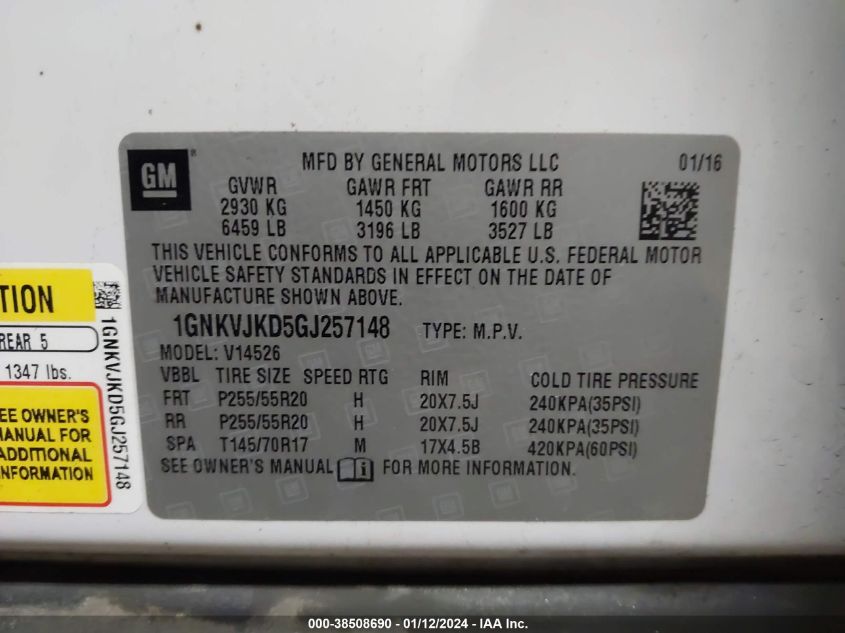 GM
MFD BY GENERAL MOTORS LLC 01/16
GVWR GAWR FRT GAWR RR
2930 KG 1450 KG 1600 KG
6459 LB 3196 LB 3527 LB
THIS VEHICLE CONFORMS TO ALL APPLICABLE U.S. FEDERAL MOTOR
VEHICLE SAFETY STANDARDS IN EFFECT ON THE DATE OF
MANUFACTURE SHOWN ABOVE.
1GNKVJKD5GJ257148 TYPE: M.P.V.
MODEL: V14526
VBBL TIRE SIZE SPEED RTG RIM COLD TIRE PRESSURE
FRT P255/55R20 H 20X7.5J 240KPA(35PSI)
RR P255/55R20 H 20X7.5J 240KPA(35PSI)
SPA T145/70R17 M 17X4.5B 420KPA(60PSI)
SEE OWNER'S MANUAL i FOR MORE INFORMATION.
TION
REAR 5
1347 lbs.
EE OWNER'S
MANUAL FOR
ADDITIONAL
NFORMATION
1GNKVJKD5GJ257148
000-38508690 - 01/12/2024 - IAA, Inc.